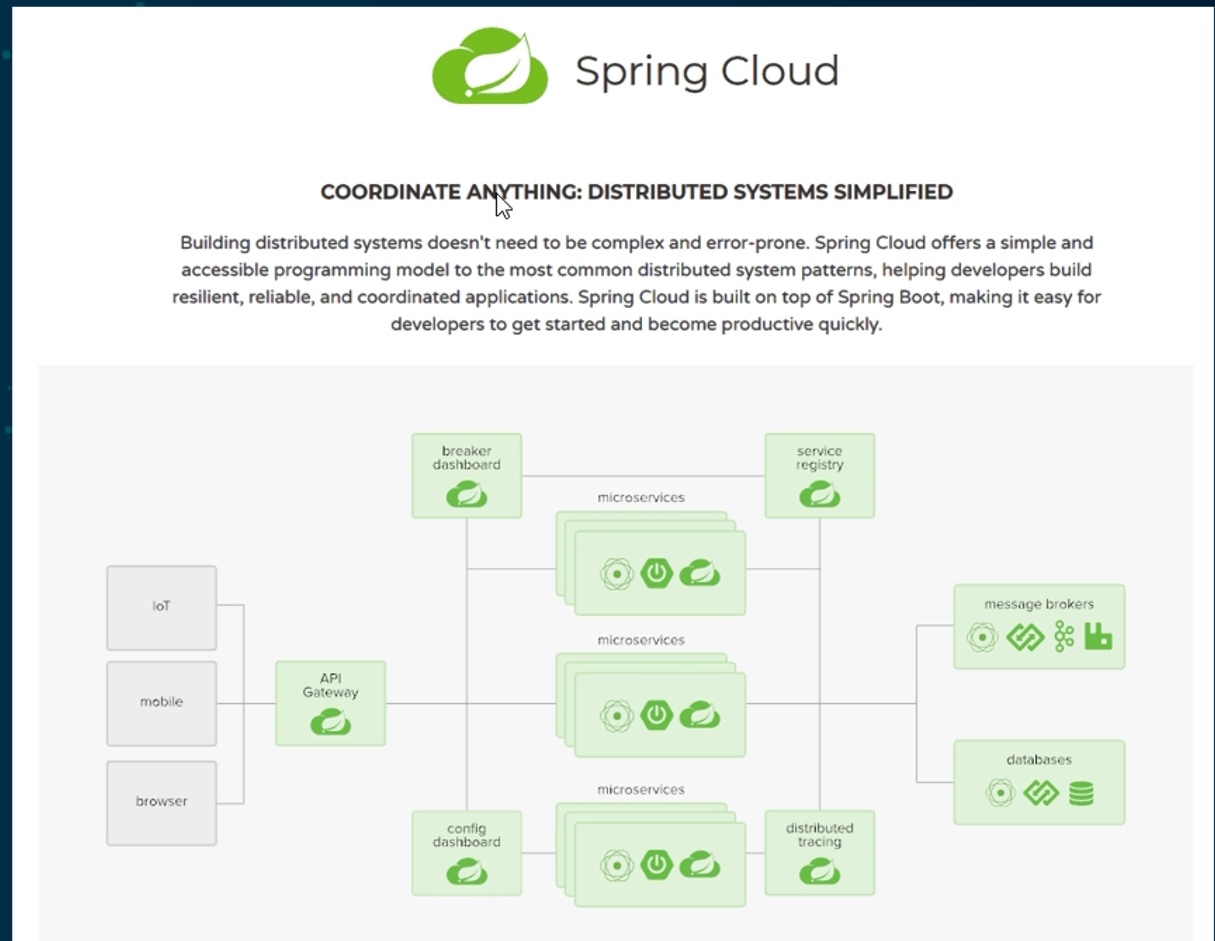 Spring Cloud
COORDINATE ANYTHING: DISTRIBUTED SYSTEMS SIMPLIFIED
Building distributed systems doesn't need to be complex and error-prone. Spring Cloud offers a simple and
accessible programming model to the most common distributed system patterns, helping developers build
resilient, reliable, and coordinated applications. Spring Cloud is built on top of Spring Boot, making it easy for
developers to get started and become productive quickly.
breaker
dashboard
service
registry
microservices
IoT
message brokers
microservices
API
Gateway
mobile
databases
microservices
browser
config
dashboard
distributed
tracing